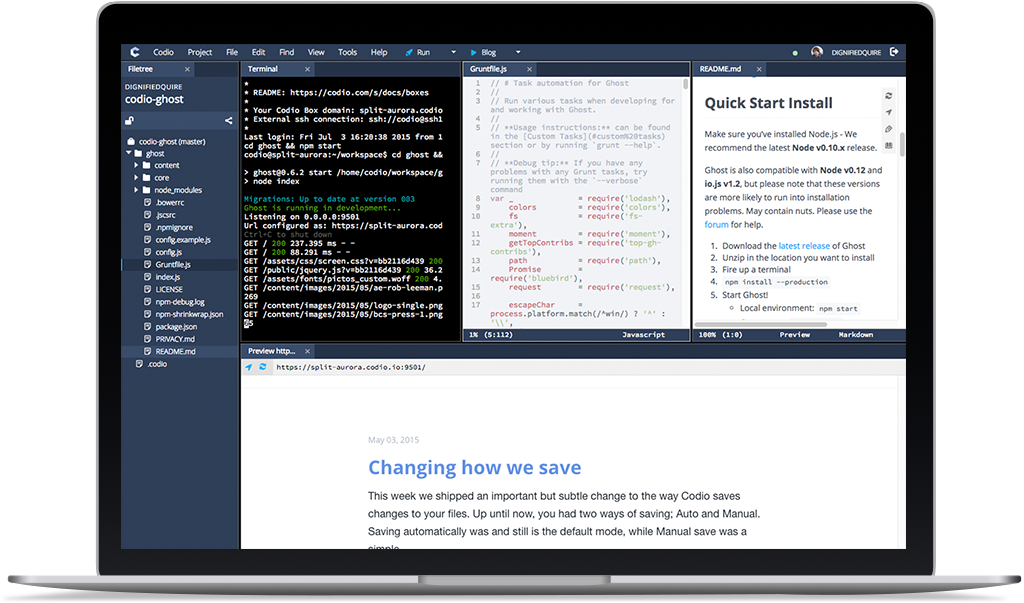 Codio Project File Edit Find View Tools Help Run Blog DIGNIFIEDQUIRE
Filetree ×
DIGNIFIEDQUIRE
codio-ghost
codio-ghost (master)
ghost
content
core
node_modules
.bowerrc
.jscsrc
.npmignore
config.example.js
config.js
Gruntfile.js
index.js
LICENSE
npm-debug.log
npm-shrinkwrap.json
package.json
PRIVACY.md
README.md
.codio
Terminal ×
*
* README: https://codio.com/s/docs/boxes
*
* Your Codio Box domain: split-aurora.codio
* External ssh connection: ssh://codio@ssh1
*
Last login: Fri Jul  3 16:20:38 2015 from 1
cd ghost && npm start
codio@split-aurora:~/workspace$ cd ghost &&
> ghost@0.6.2 start /home/codio/workspace/g
> node index
Migrations: Up to date at version 003
Ghost is running in development...
Listening on 0.0.0.0:9501
Url configured as: https://split-aurora.cod
Ctrl+C to shut down
GET / 200 237.395 ms - -
GET / 200 88.291 ms - -
GET /assets/css/screen.css?v=bb2116d439 200
GET /public/jquery.js?v=bb2116d439 200 36.2
GET /assets/fonts/pictos_custom.woff 200 4.
GET /content/images/2015/05/ae-rob-leeman.p
269
GET /content/images/2015/05/logo-single.png
GET /content/images/2015/05/bcs-press-1.png
Gruntfile.js ×
1 // # Task automation for Ghost
2 //
3 // Run various tasks when developing for
and working with Ghost.
4 //
5 // **Usage instructions:** can be found
in the [Custom Tasks](#custom%20tasks)
section or by running `grunt --help`.
6 //
7 // **Debug tip:** If you have any
problems with any Grunt tasks, try
running them with the `--verbose`
command
8 var _ = require('lodash'),
9 colors = require('colors'),
10 fs = require('fs-
extra'),
11 moment = require('moment'),
12 getTopContribs = require('top-gh-
contribs'),
13 path = require('path'),
14 Promise =
require('bluebird'),
15 request = require('request'),
16
17 escapeChar =
process.platform.match(/^win/) ? '^' :
'\\',
1% (5:112) Javascript
README.md ×
Quick Start Install
Make sure you've installed Node.js - We
recommend the latest Node v0.10.x release.
Ghost is also compatible with Node v0.12 and
io.js v1.2, but please note that these versions
are more likely to run into installation
problems. May contain nuts. Please use the
forum for help.
1. Download the latest release of Ghost
2. Unzip in the location you want to install
3. Fire up a terminal
4. npm install --production
5. Start Ghost!
Local environment: npm start
100% (1:0) Preview Markdown
Preview http... ×
https://split-aurora.codio.io:9501/
May 03, 2015
Changing how we save
This week we shipped an important but subtle change to the way Codio saves
changes to your files. Up until now, you had two ways of saving; Auto and Manual.
Saving automatically was and still is the default mode, while Manual save was a
simple